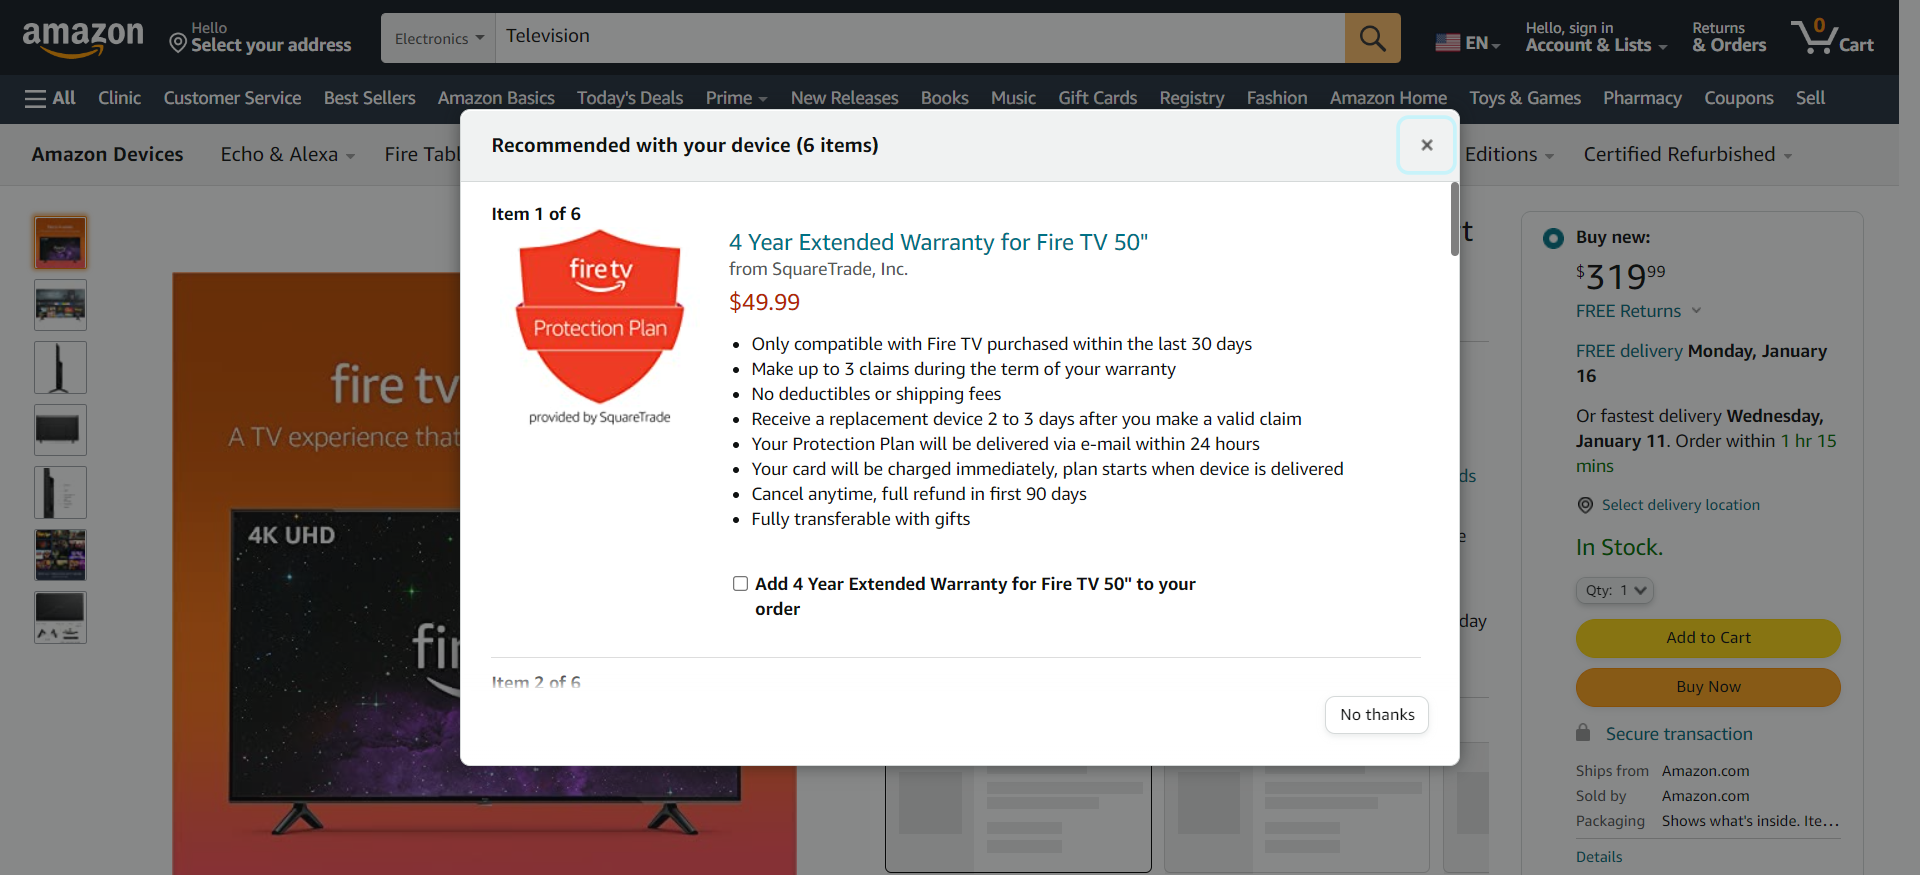 amazon
Hello
Select your address
Electronics
Television
EN
Hello, sign in
Account & Lists
Returns
& Orders
0
Cart
All
Clinic
Customer Service
Best Sellers
Amazon Basics
Today's Deals
Prime
New Releases
Books
Music
Gift Cards
Registry
Fashion
Amazon Home
Toys & Games
Pharmacy
Coupons
Sell
Amazon Devices
Echo & Alexa
Fire Tabl
Editions
Certified Refurbished
Recommended with your device (6 items)
×
Item 1 of 6
fire tv
Protection Plan
provided by SquareTrade
4 Year Extended Warranty for Fire TV 50"
from SquareTrade, Inc.
$49.99
• Only compatible with Fire TV purchased within the last 30 days
• Make up to 3 claims during the term of your warranty
• No deductibles or shipping fees
• Receive a replacement device 2 to 3 days after you make a valid claim
• Your Protection Plan will be delivered via e-mail within 24 hours
• Your card will be charged immediately, plan starts when device is delivered
• Cancel anytime, full refund in first 90 days
• Fully transferable with gifts
Add 4 Year Extended Warranty for Fire TV 50" to your
order
Item 2 of 6
No thanks
fire tv
A TV experience that
4K UHD
fir
t
ds
e
day
Buy new:
$319.99
FREE Returns
FREE delivery Monday, January
16
Or fastest delivery Wednesday,
January 11. Order within 1 hr 15
mins
Select delivery location
In Stock.
Qty: 1
Add to Cart
Buy Now
Secure transaction
Ships from Amazon.com
Sold by Amazon.com
Packaging Shows what's inside. Ite…
Details